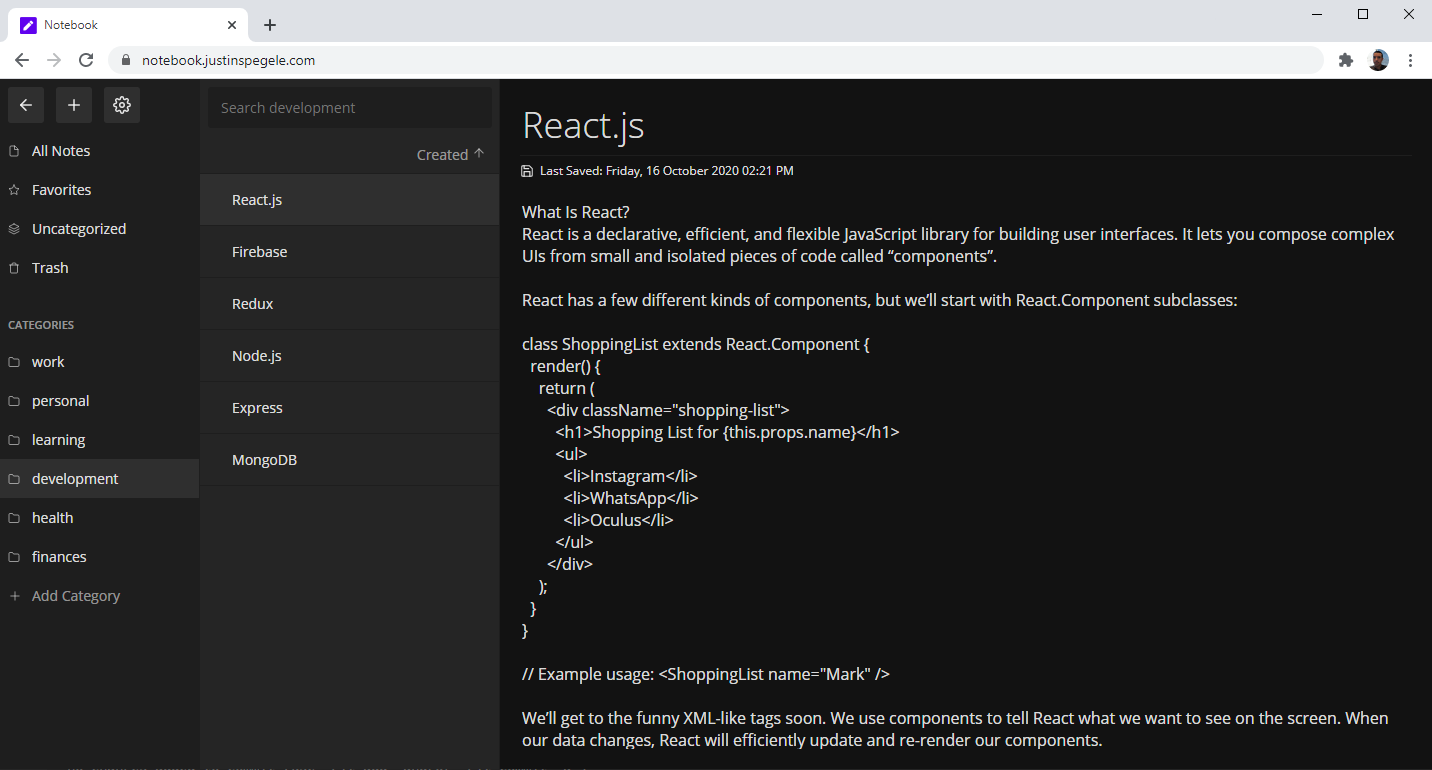 Notebook
notebook.justinspegele.com
All Notes
Favorites
Uncategorized
Trash
CATEGORIES
work
personal
learning
development
health
finances
Add Category
Search development
Created
React.js
Firebase
Redux
Node.js
Express
MongoDB
React.js
Last Saved: Friday, 16 October 2020 02:21 PM
What Is React?
React is a declarative, efficient, and flexible JavaScript library for building user interfaces. It lets you compose complex
UIs from small and isolated pieces of code called “components”.
React has a few different kinds of components, but we’ll start with React.Component subclasses:
class ShoppingList extends React.Component {
render() {
return (
<div className="shopping-list">
<h1>Shopping List for {this.props.name}</h1>
<ul>
<li>Instagram</li>
<li>WhatsApp</li>
<li>Oculus</li>
</ul>
</div>
);
}
}
// Example usage: <ShoppingList name="Mark" />
We’ll get to the funny XML-like tags soon. We use components to tell React what we want to see on the screen. When
our data changes, React will efficiently update and re-render our components.